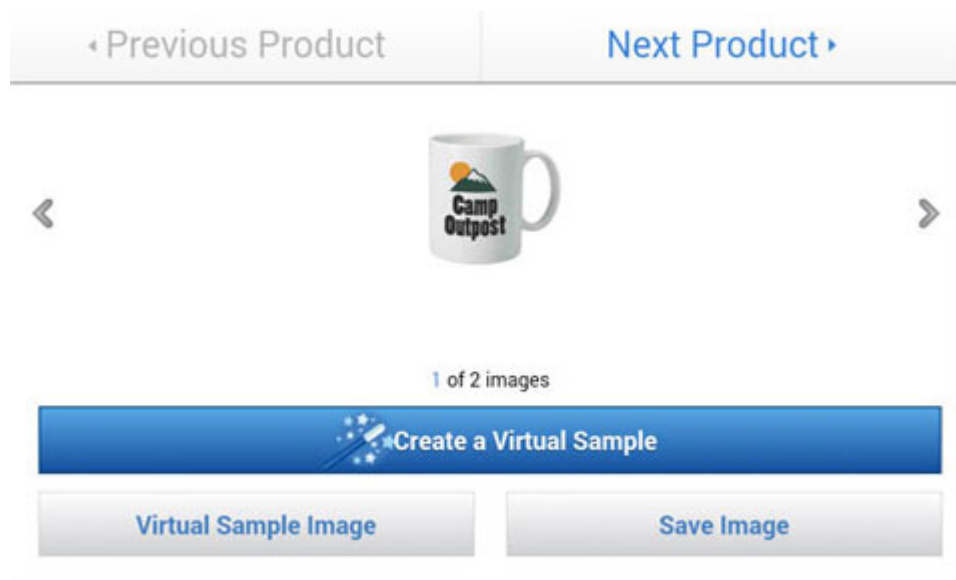 Previous Product
Next Product
Camp
Outpost
1 of 2 images
Create a Virtual Sample
Virtual Sample Image
Save Image